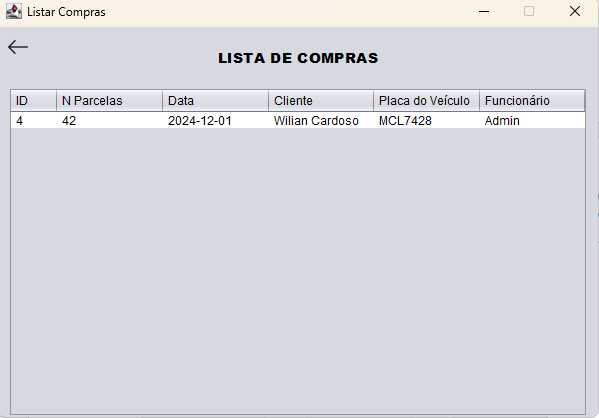 Listar Compras
LISTA DE COMPRAS
ID N Parcelas Data Cliente Placa do Veículo Funcionário
4 42 2024-12-01 Wilian Cardoso MCL7428 Admin